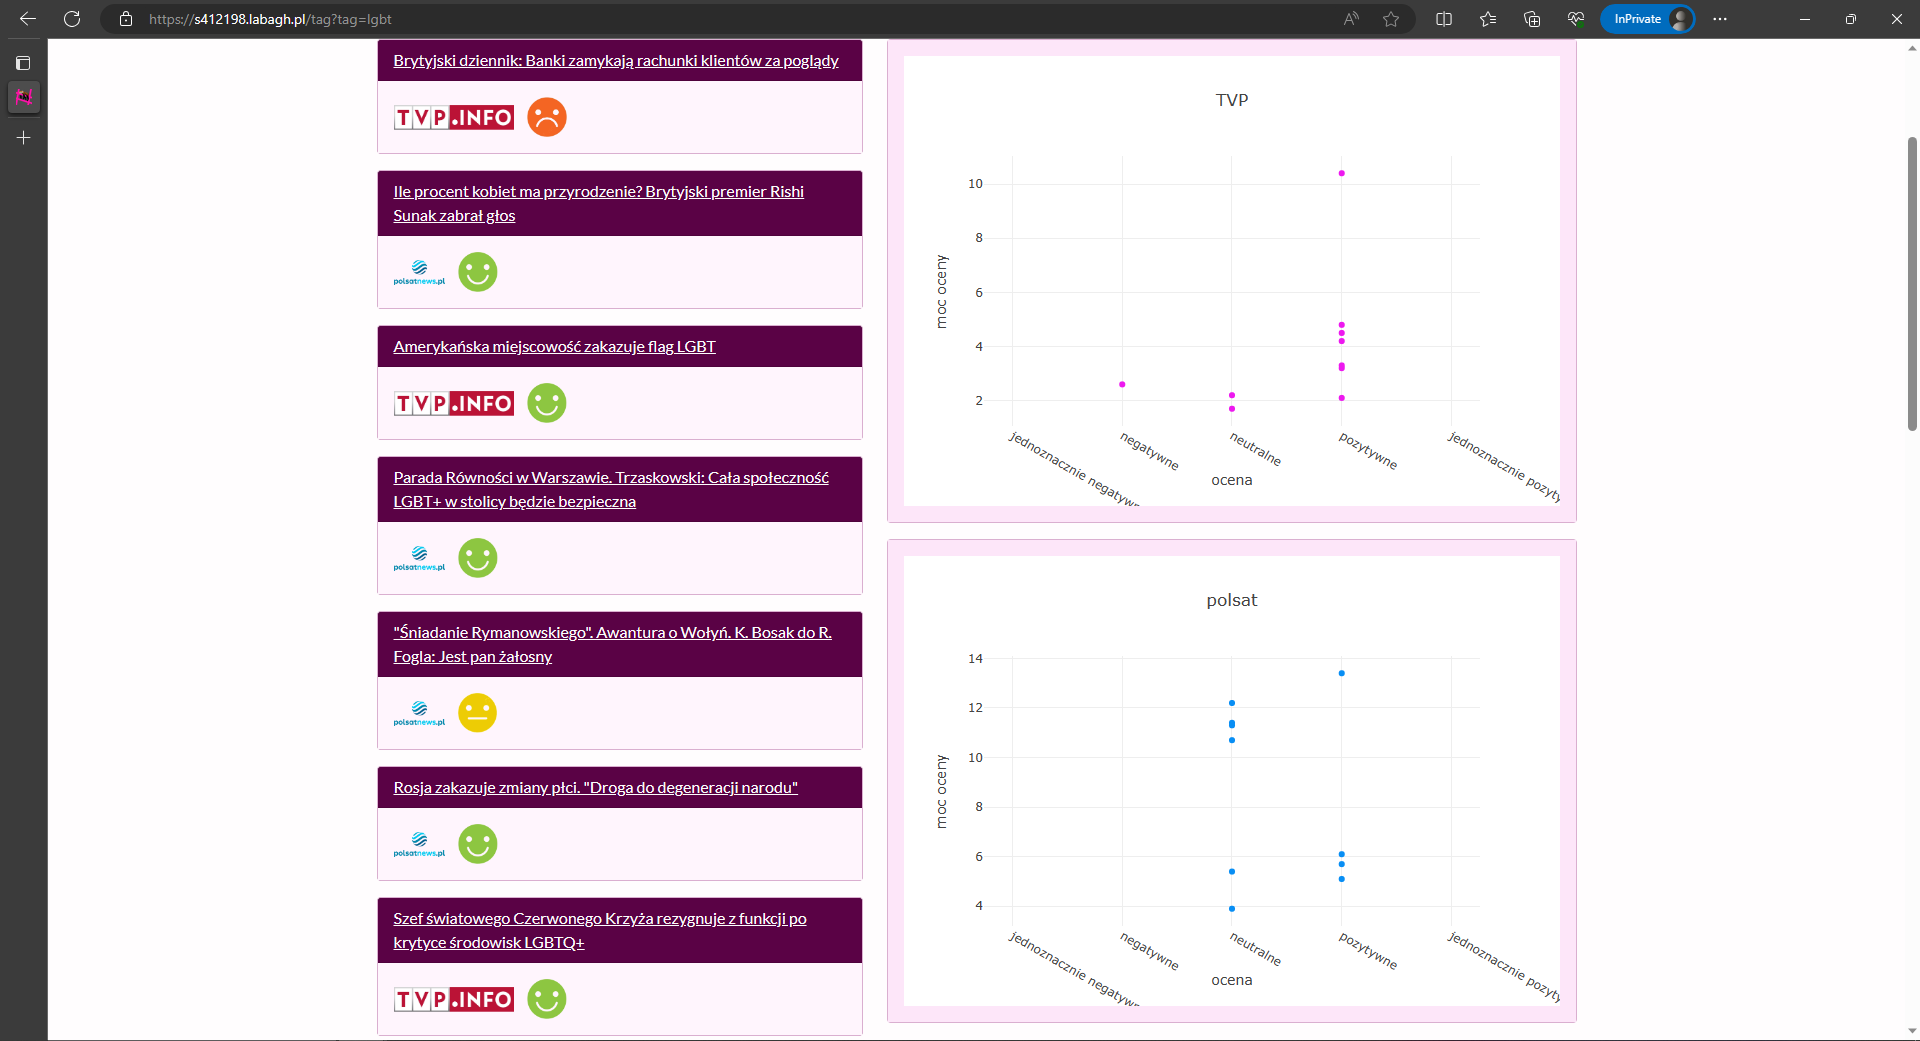 https://s412198.labagh.pl/tag?tag=lgbt
InPrivate
Brytyjski dziennik: Banki zamykają rachunki klientów za poglądy
TVP.INFO
Ile procent kobiet ma przyrodzenie? Brytyjski premier Rishi
Sunak zabrał głos
polsatnews.pl
Amerykańska miejscowość zakazuje flag LGBT
TVP.INFO
Parada Równości w Warszawie. Trzaskowski: Cała społeczność
LGBT+ w stolicy będzie bezpieczna
polsatnews.pl
"Śniadanie Rymanowskiego". Awantura o Wołyń. K. Bosak do R.
Fogla: Jest pan żałosny
polsatnews.pl
Rosja zakazuje zmiany płci. "Droga do degeneracji narodu"
polsatnews.pl
Szef światowego Czerwonego Krzyża rezygnuje z funkcji po
krytyce środowisk LGBTQ+
TVP.INFO
TVP
moc oceny
10
8
6
4
2
jednoznacznie negatywn
negatywne
neutralne
pozytywne
jednoznacznie pozyty
ocena
polsat
moc oceny
14
12
10
8
6
4
jednoznacznie negatywn
negatywne
neutralne
pozytywne
jednoznacznie pozyty
ocena